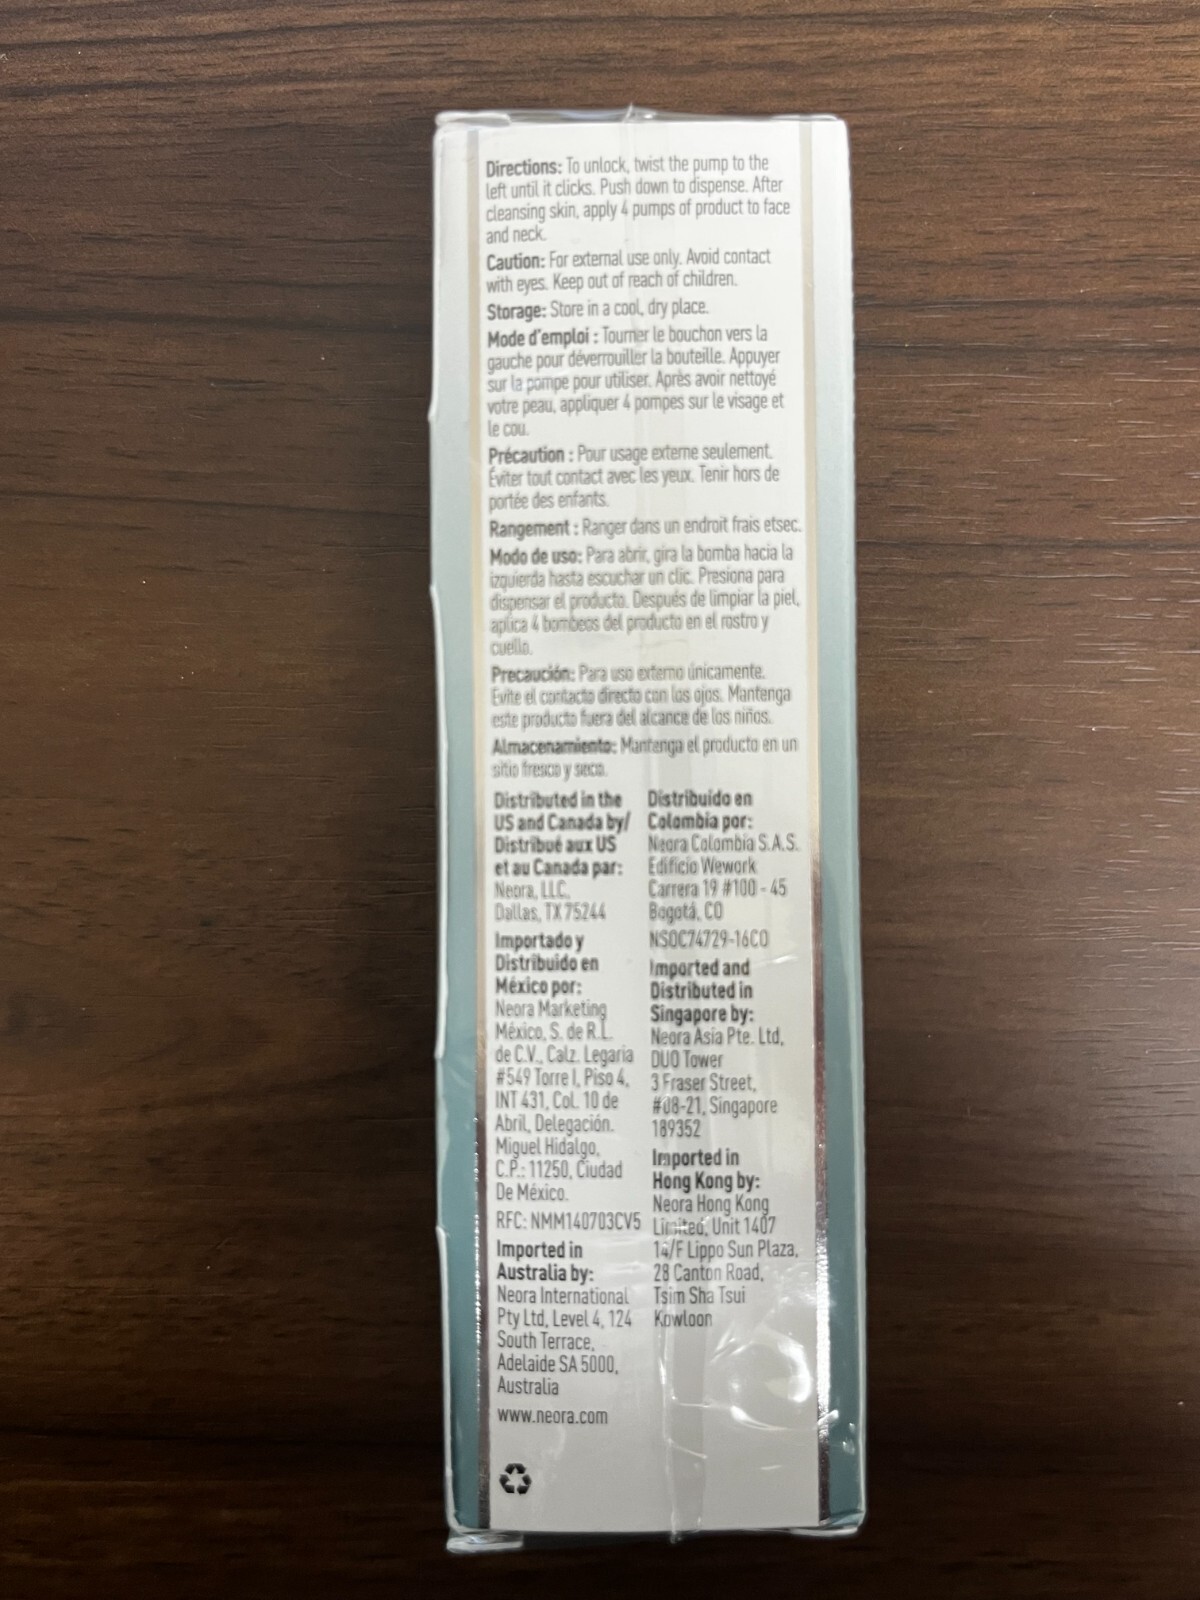 Directions: To unlock, twist the pump to the
left until it clicks. Push down to dispense. After
cleansing skin, apply 4 pumps of product to face
and neck.
Caution: For external use only. Avoid contact
with eyes. Keep out of reach of children.
Storage: Store in a cool, dry place.
Mode d'emploi : Tourner le bouchon vers la
gauche pour déverrouiller la bouteille. Appuyer
sur la pompe pour utiliser. Après avoir nettoyé
votre peau, appliquer 4 pompes sur le visage et
le cou.
Précaution : Pour usage externe seulement.
Éviter tout contact avec les yeux. Tenir hors de
portée des enfants.
Rangement : Ranger dans un endroit frais etsec.
Modo de uso: Para abrir, gira la bomba hacia la
izquierda hasta escuchar un clic. Presiona para
dispensar el producto. Después de limpiar la piel,
aplica 4 bombeos del producto en el rostro y
cuello.
Precaución: Para uso externo únicamente.
Evite el contacto directo con los ojos. Mantenga
este producto fuera del alcance de los niños.
Almacenamiento: Mantenga el producto en un
sitio fresco y seco.
Distributed in the
US and Canada by/
Distribué aux US
et au Canada par:
Neora, LLC.
Dallas, TX 75244
Importado y
Distribuido en
México por:
Neora Marketing
México, S. de R.L.
de C.V., Calz. Legaria
#549 Torre I, Piso 4,
INT 431, Col. 10 de
Abril, Delegación.
Miguel Hidalgo,
C.P.: 11250, Ciudad
De México.
RFC: NMM140703CV5
Imported in
Australia by:
Neora International
Pty Ltd, Level 4, 124
South Terrace,
Adelaide SA 5000,
Australia
www.neora.com
Distribuido en
Colombia por:
Neora Colombia S.A.S.
Edificio Wework
Carrera 19 #100 - 45
Bogotá, CO
NSOC74729-16CO
Imported and
Distributed in
Singapore by:
Neora Asia Pte. Ltd,
DUO Tower
3 Fraser Street,
#08-21, Singapore
189352
Imported in
Hong Kong by:
Neora Hong Kong
Limited, Unit 1407
14/F Lippo Sun Plaza,
28 Canton Road,
Tsim Sha Tsui
Kowloon